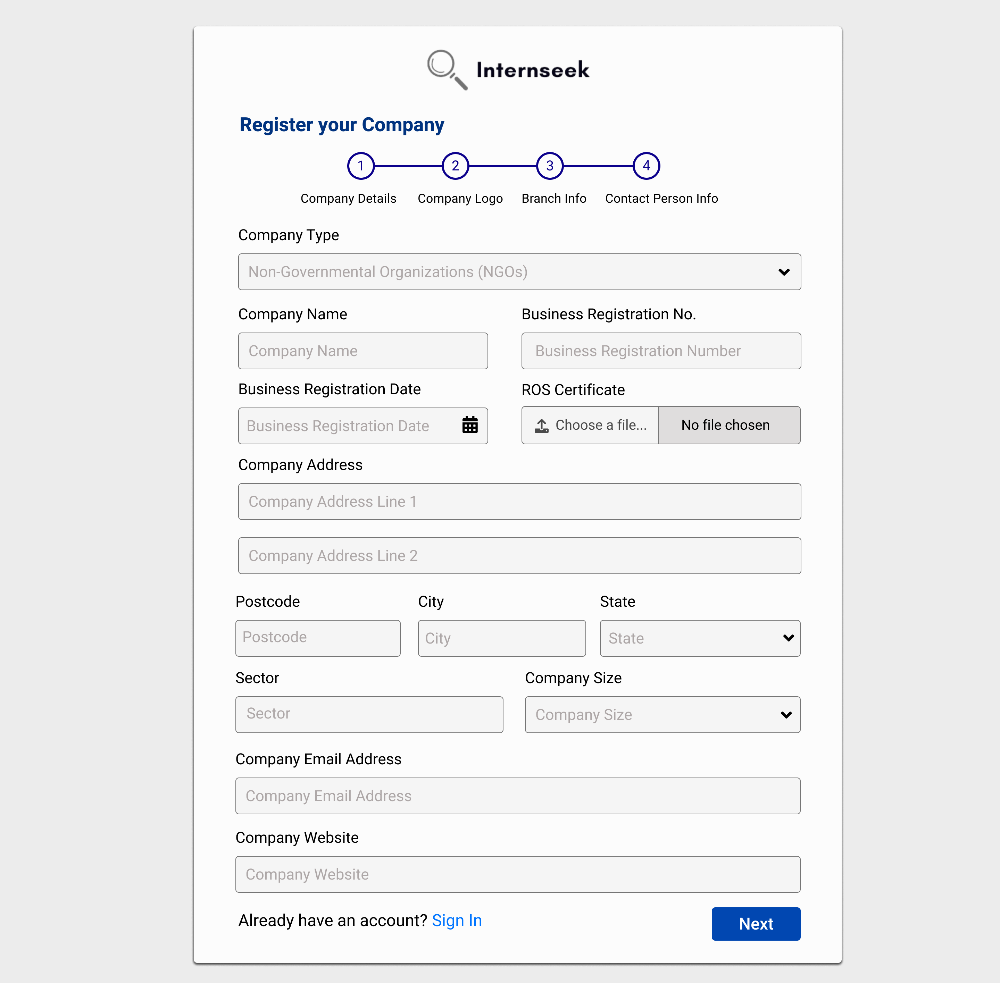 Internseek
Register your Company
1 2 3 4
Company Details Company Logo Branch Info Contact Person Info
Company Type
Non-Governmental Organizations (NGOs)
Company Name Business Registration No.
Company Name Business Registration Number
Business Registration Date ROS Certificate
Business Registration Date Choose a file... No file chosen
Company Address
Company Address Line 1
Company Address Line 2
Postcode City State
Postcode City State
Sector Company Size
Sector Company Size
Company Email Address
Company Email Address
Company Website
Company Website
Already have an account? Sign In Next